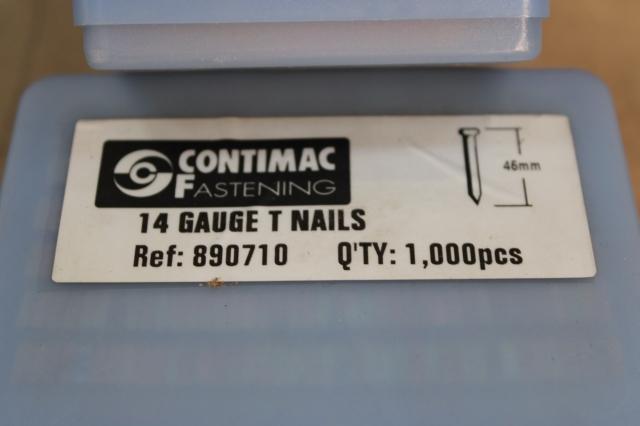 CONTIMAC
FASTENING
46mm
14 GAUGE T NAILS
Ref: 890710 Q'TY: 1,000pcs